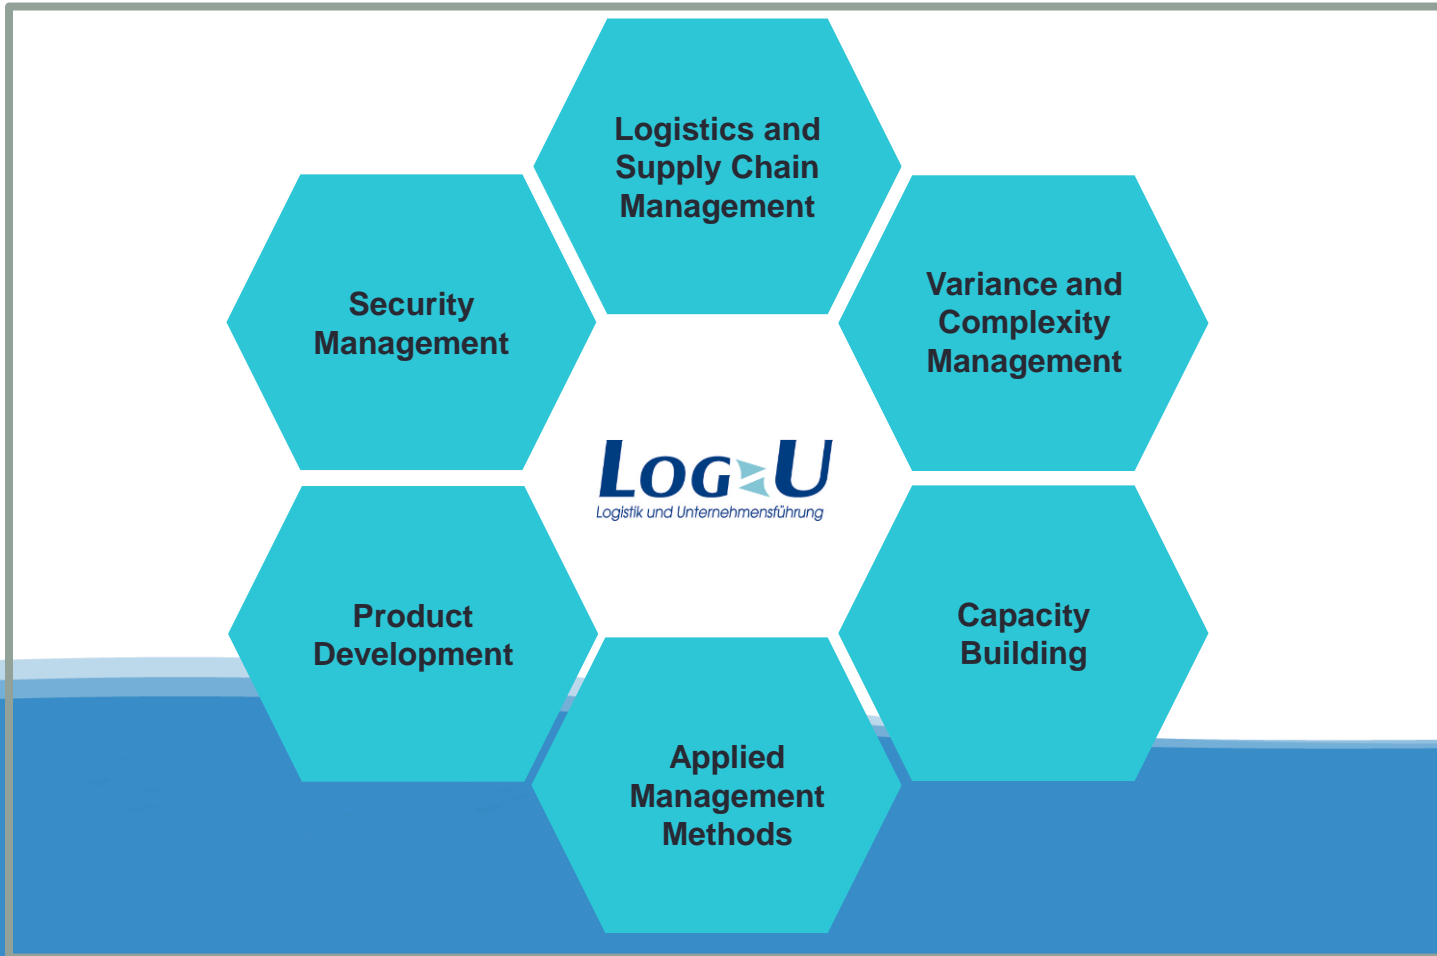 Logistics and
Supply Chain
Management
Security
Management
Variance and
Complexity
Management
LOG U
Logistik und Unternehmensführung
Product
Development
Capacity
Building
Applied
Management
Methods